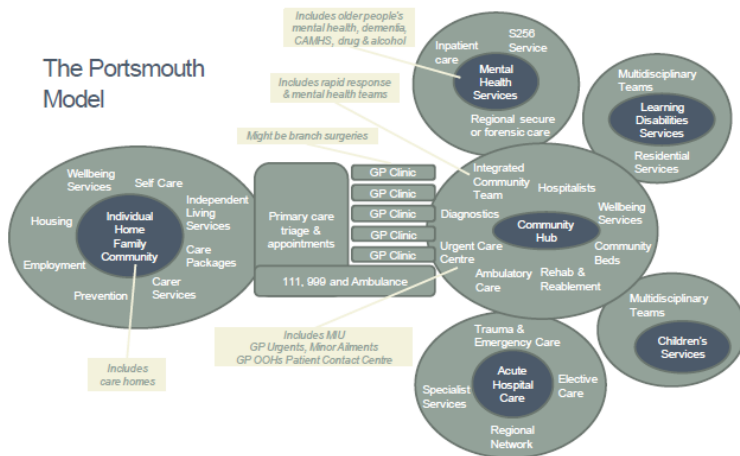 The Portsmouth
Model
Includes older people's
mental health, dementia,
CAMHS, drug & alcohol
Includes rapid response
& mental health teams
Might be branch surgeries
Inpatient
care
S256
Service
Mental
Health
Services
Regional secure
or forensic care
Multidisciplinary
Teams
Learning
Disabilities
Services
Residential
Services
Wellbeing
Services
Self Care
Independent
Living
Services
Housing
Individual
Home
Family
Community
Care
Packages
Employment
Carer
Services
Prevention
Includes
care homes
Primary care
triage &
appointments
GP Clinic
GP Clinic
GP Clinic
GP Clinic
GP Clinic
111, 999 and Ambulance
Integrated
Community
Team
Hospitalists
Diagnostics
Wellbeing
Services
Community
Hub
Urgent Care
Centre
Community
Beds
Ambulatory
Care
Rehab &
Reablement
Includes MIU
GP Urgents, Minor Ailments
GP OOHs Patient Contact Centre
Multidisciplinary
Teams
Children's
Services
Trauma &
Emergency Care
Acute
Hospital
Care
Specialist
Services
Elective
Care
Regional
Network